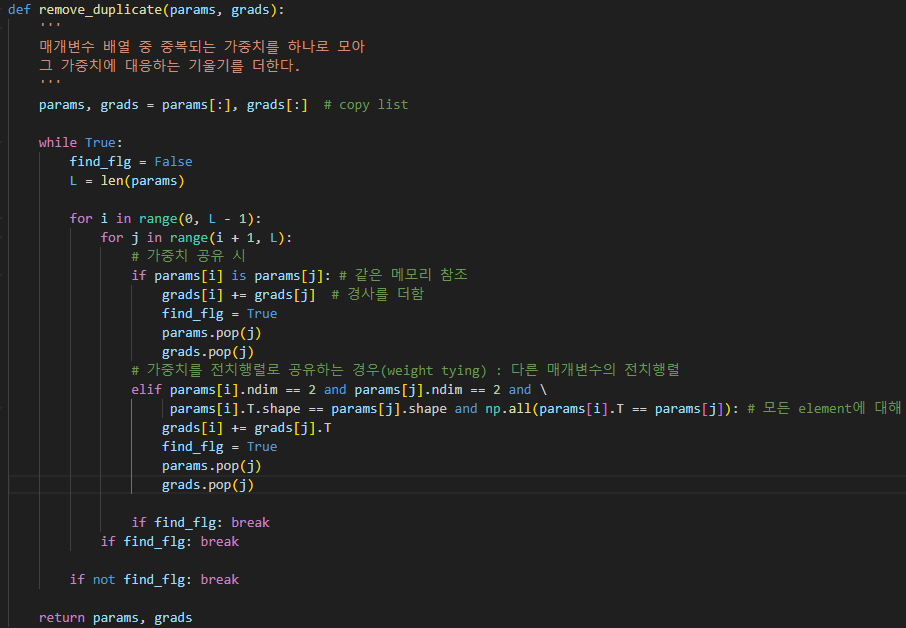 def remove_duplicate(params, grads):
    '''
    매개변수 배열 중 중복되는 가중치를 하나로 모아
    그 가중치에 대응하는 기울기를 더한다.
    '''
    params, grads = params[:], grads[:]  # copy list

    while True:
        find_flg = False
        L = len(params)

        for i in range(0, L - 1):
            for j in range(i + 1, L):
                # 가중치 공유 시
                if params[i] is params[j]: # 같은 메모리 참조
                    grads[i] += grads[j]  # 경사를 더함
                    find_flg = True
                    params.pop(j)
                    grads.pop(j)
                # 가중치를 전치행렬로 공유하는 경우(weight tying) : 다른 매개변수의 전치행렬
                elif params[i].ndim == 2 and params[j].ndim == 2 and \
                     params[i].T.shape == params[j].shape and np.all(params[i].T == params[j]): # 모든 element에 대해
                    grads[i] += grads[j].T
                    find_flg = True
                    params.pop(j)
                    grads.pop(j)

                if find_flg: break
            if find_flg: break

        if not find_flg: break

    return params, grads